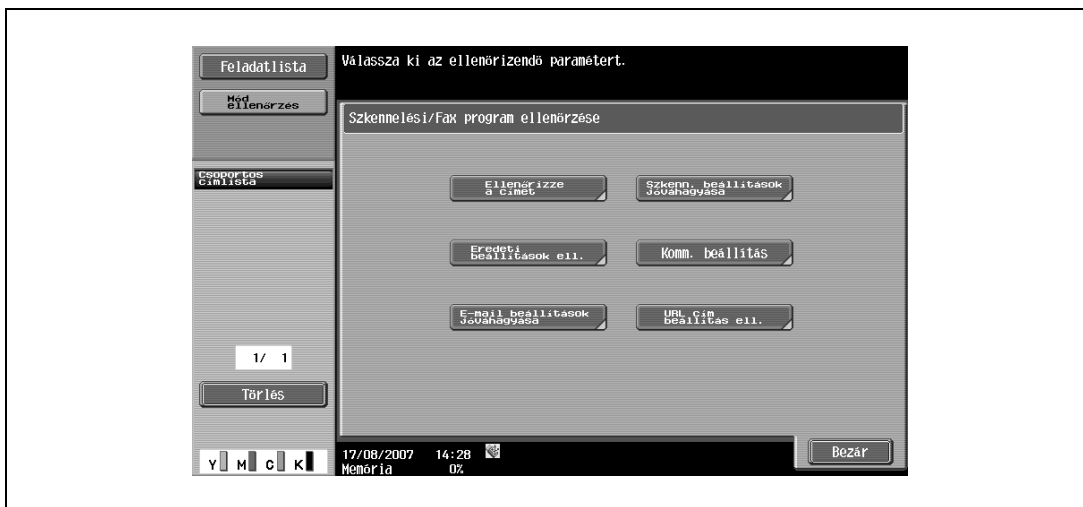 Feladatlista
Mód
ellenőrzés
Csoportos
címlista
1/ 1
Törlés
Y M C K
Válassza ki az ellenőrizendő paramétert.
Szkennelési/Fax program ellenőrzése
Ellenőrizze
a címet
Szkenn. beállítások
Jóváhagyása
Eredeti
beállítások ell.
Komm. beállítás
E-mail beállítások
Jóváhagyása
URL cím
beállítás ell.
17/08/2007 14:28
Memória 0%
Bezár